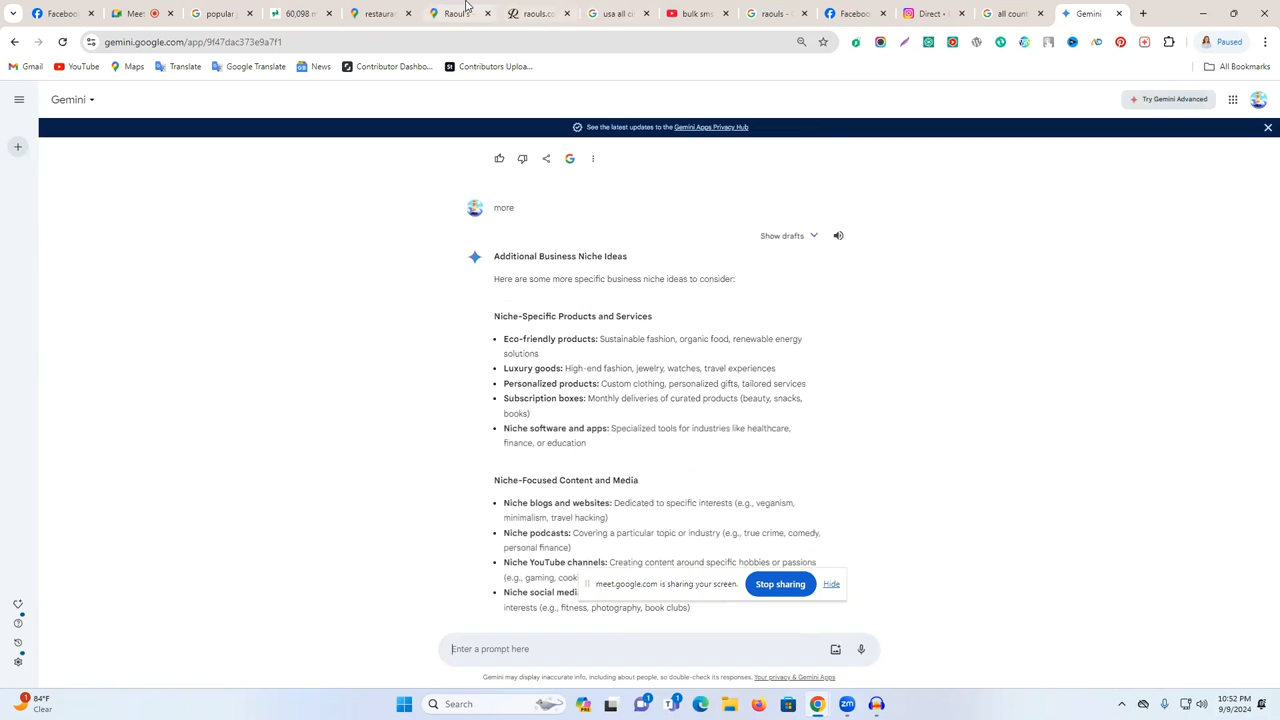 Facebo
Meet
popula
60,098
restaura
Raoul's
raouls.co
usa all c
bulk sm
raouls -
Faceboo
Direct •
all count
Gemini
gemini.google.com/app/9f47dac373e9a7f1
Paused
Gmail
YouTube
Maps
Translate
Google Translate
News
Contributor Dashbo...
Contributors Uploa...
All Bookmarks
Gemini
Try Gemini Advanced
See the latest updates to the Gemini Apps Privacy Hub
more
Show drafts
Additional Business Niche Ideas
Here are some more specific business niche ideas to consider:
Niche-Specific Products and Services
• Eco-friendly products: Sustainable fashion, organic food, renewable energy
solutions
• Luxury goods: High-end fashion, jewelry, watches, travel experiences
• Personalized products: Custom clothing, personalized gifts, tailored services
• Subscription boxes: Monthly deliveries of curated products (beauty, snacks,
books)
• Niche software and apps: Specialized tools for industries like healthcare,
finance, or education
Niche-Focused Content and Media
• Niche blogs and websites: Dedicated to specific interests (e.g., veganism,
minimalism, travel hacking)
• Niche podcasts: Covering a particular topic or industry (e.g., true crime, comedy,
personal finance)
• Niche YouTube channels: Creating content around specific hobbies or passions
(e.g., gaming, cook
meet.google.com is sharing your screen.
Stop sharing
Hide
• Niche social media
interests (e.g., fitness, photography, book clubs)
Enter a prompt here
Gemini may display inaccurate info, including about people, so double-check its responses. Your privacy & Gemini Apps
84°F
Clear
Search
10:52 PM
9/9/2024